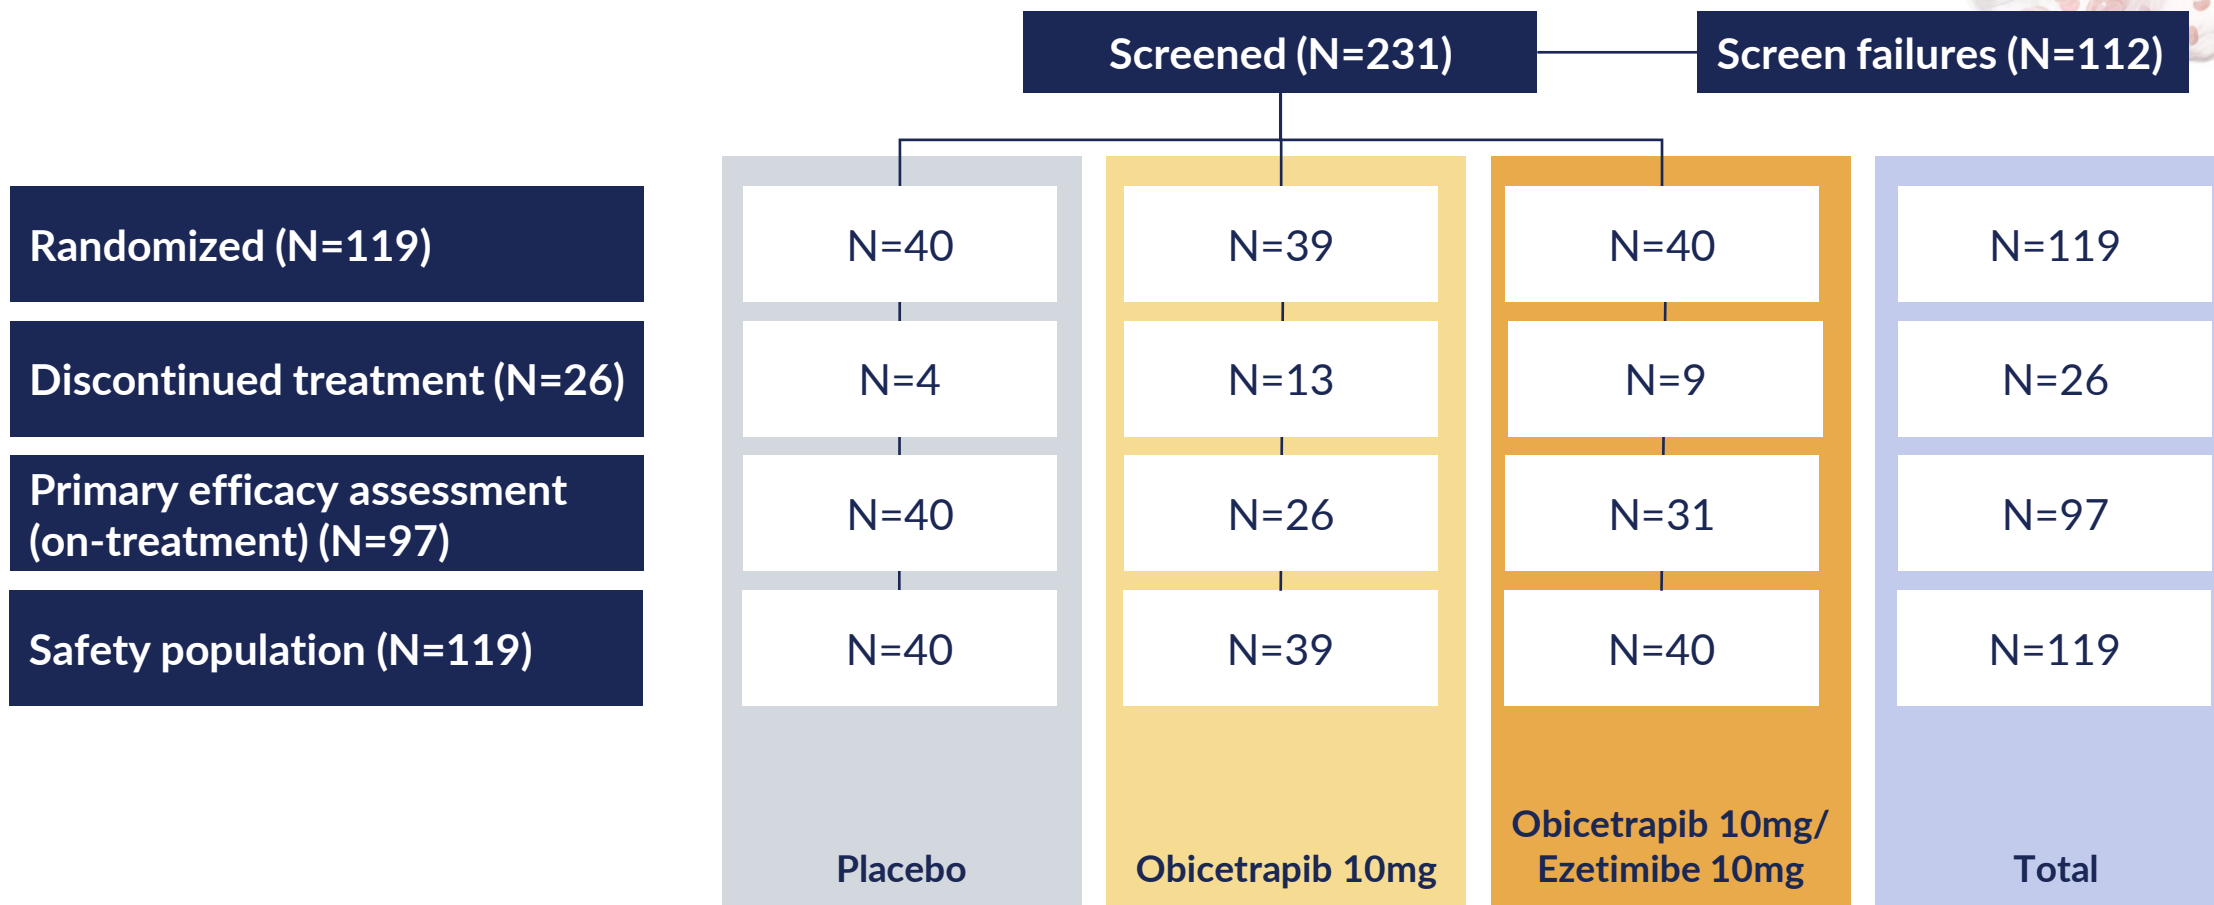 Screened (N=231)
Screen failures (N=112)
Randomized (N=119)
N=40
N=39
N=40
N=119
Discontinued treatment (N=26)
N=4
N=13
N=9
N=26
Primary efficacy assessment
(on-treatment) (N=97)
N=40
N=26
N=31
N=97
Safety population (N=119)
N=40
N=39
N=40
N=119
Placebo
Obicetrapib 10mg
Obicetrapib 10mg/
Ezetimibe 10mg
Total